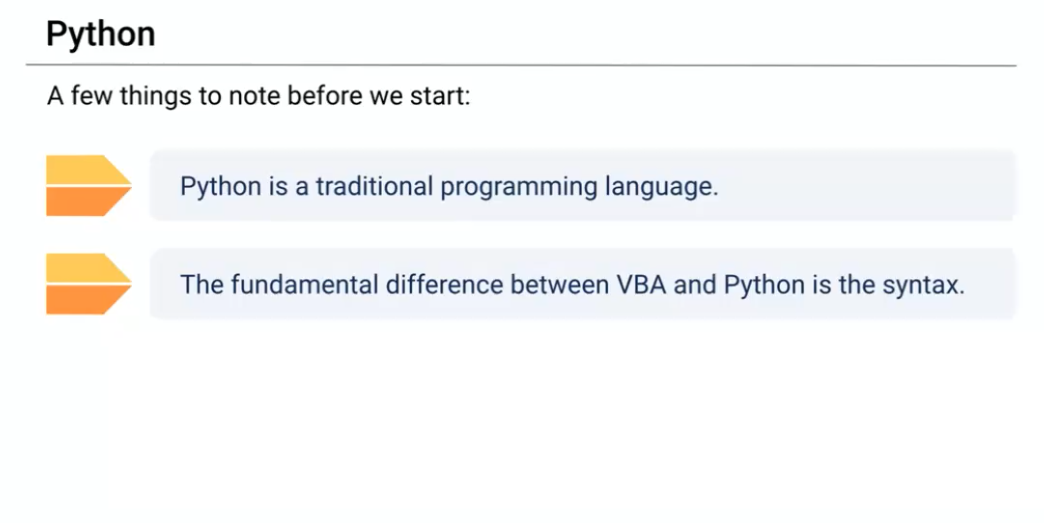 Python
A few things to note before we start:
Python is a traditional programming language.
The fundamental difference between VBA and Python is the syntax.